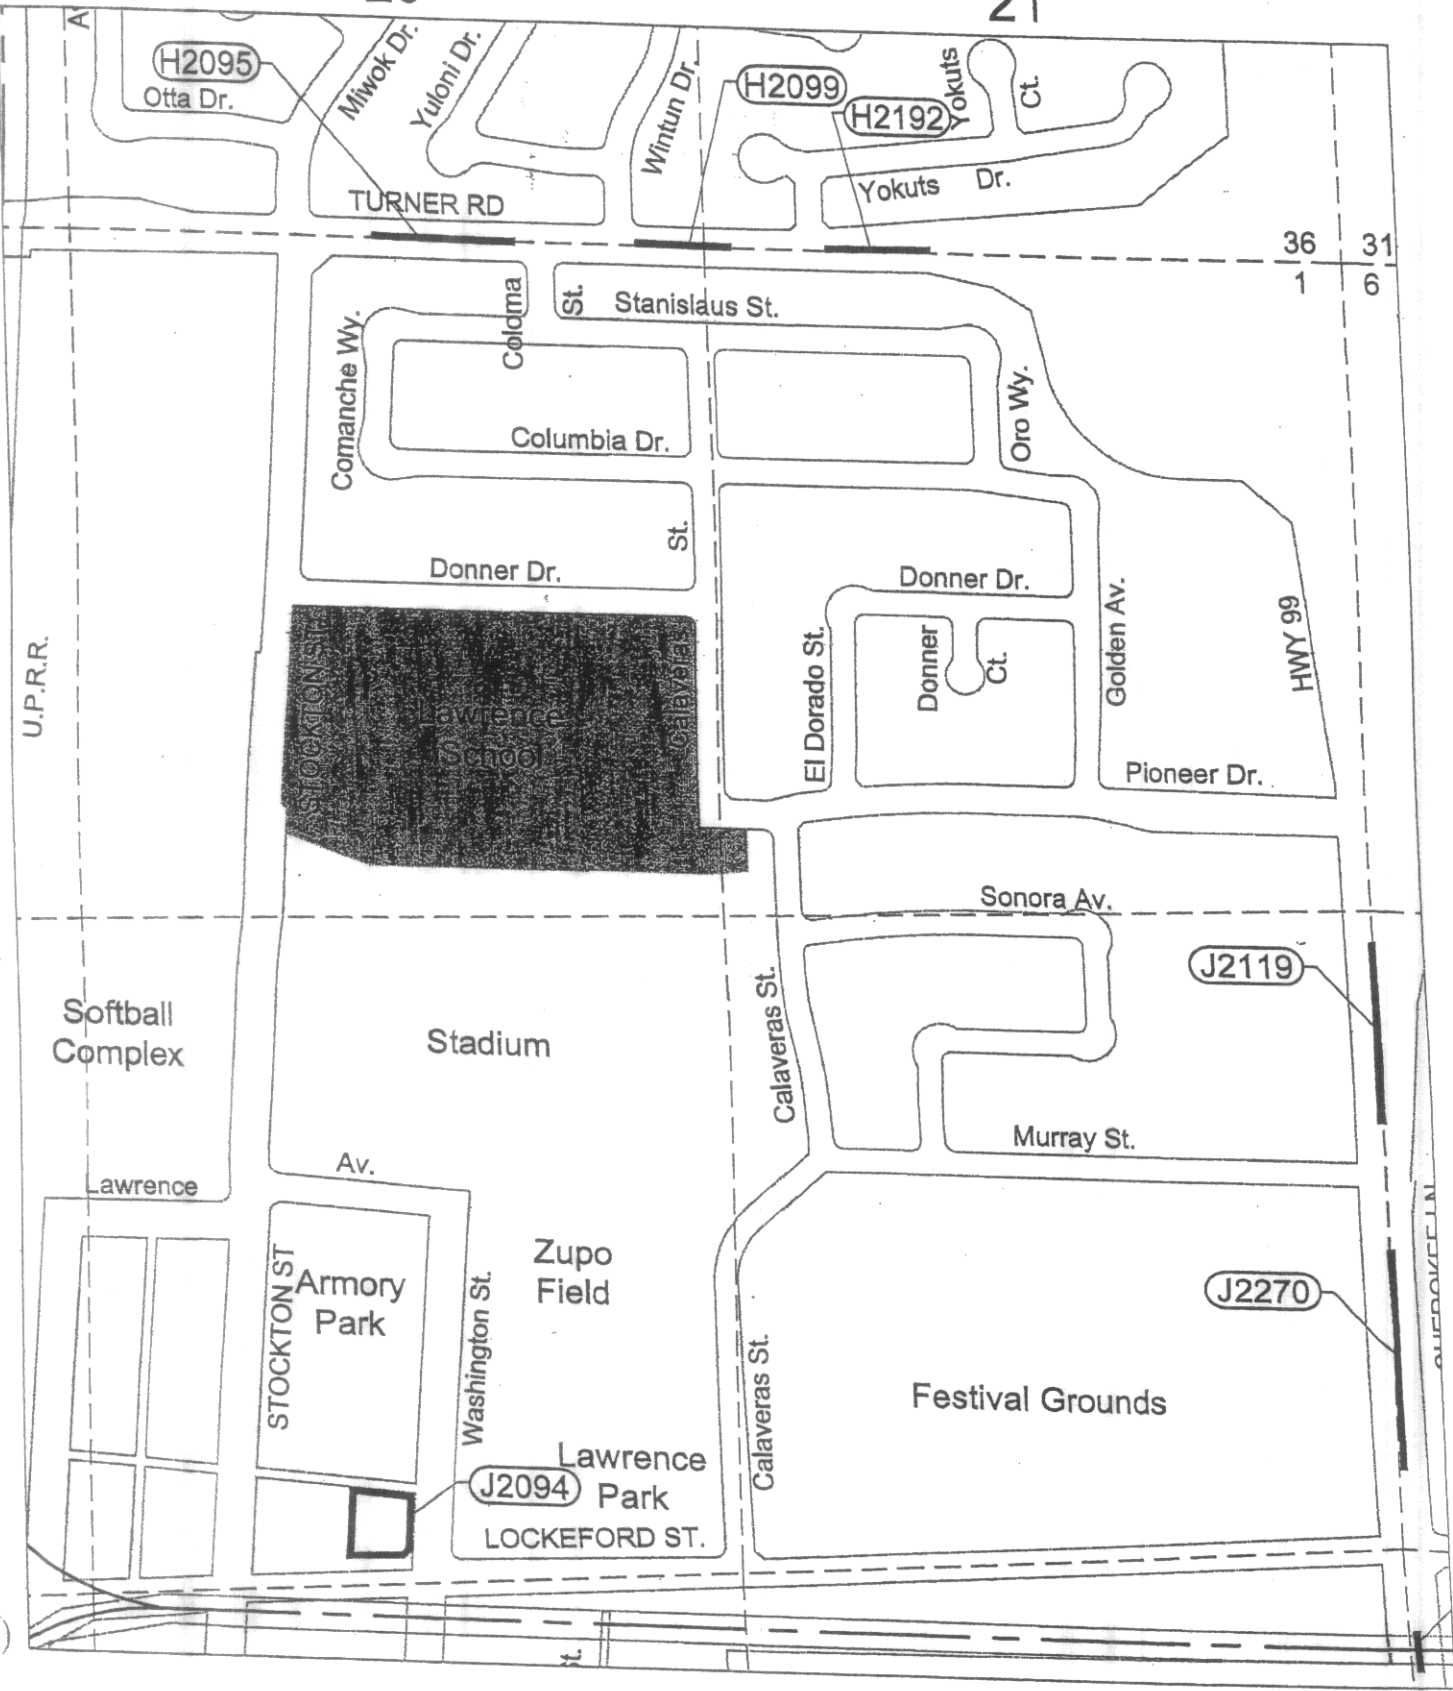 21
H2095
Otta Dr.
Miwok Dr.
Yuloni Dr.
Wintun Dr.
H2099
H2192
Yokuts
Ct.
Yokuts Dr.
TURNER RD
36 31
1 6
Coloma
St.
Stanislaus St.
Comanche Wy.
Columbia Dr.
Oro Wy.
St.
Donner Dr.
Donner Dr.
STOCKTON ST
Lawrence
School
Calaveras
El Dorado St.
Donner
Ct.
Golden Av.
HWY 99
U.P.R.R.
Pioneer Dr.
Sonora Av.
J2119
Softball
Complex
Stadium
Calaveras St.
Murray St.
Lawrence
Av.
STOCKTON ST
Armory
Park
Washington St.
Zupo
Field
J2270
Calaveras St.
Festival Grounds
Lawrence
Park
J2094
LOCKEFORD ST.
St.